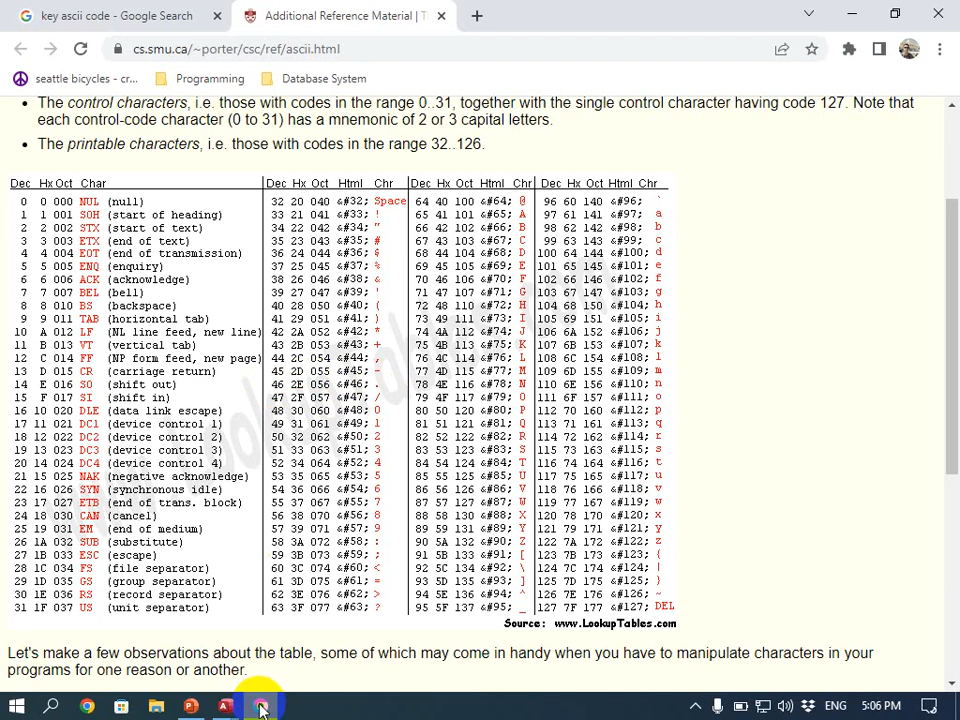 key ascii code - Google Search
Additional Reference Material | T
cs.smu.ca/~porter/csc/ref/ascii.html
seattle bicycles - cr...
Programming
Database System
The control characters, i.e. those with codes in the range 0..31, together with the single control character having code 127. Note that
each control-code character (0 to 31) has a mnemonic of 2 or 3 capital letters.
The printable characters, i.e. those with codes in the range 32..126.
Dec Hx Oct Char Dec Hx Oct Html Chr Dec Hx Oct Html Chr Dec Hx Oct Html Chr
0 0 000 NUL (null) 32 20 040 &#32; Space 64 40 100 &#64; @ 96 60 140 &#96; `
1 1 001 SOH (start of heading) 33 21 041 &#33; ! 65 41 101 &#65; A 97 61 141 &#97; a
2 2 002 STX (start of text) 34 22 042 &#34; " 66 42 102 &#66; B 98 62 142 &#98; b
3 3 003 ETX (end of text) 35 23 043 &#35; # 67 43 103 &#67; C 99 63 143 &#99; c
4 4 004 EOT (end of transmission) 36 24 044 &#36; $ 68 44 104 &#68; D 100 64 144 &#100; d
5 5 005 ENQ (enquiry) 37 25 045 &#37; % 69 45 105 &#69; E 101 65 145 &#101; e
6 6 006 ACK (acknowledge) 38 26 046 &#38; & 70 46 106 &#70; F 102 66 146 &#102; f
7 7 007 BEL (bell) 39 27 047 &#39; ' 71 47 107 &#71; G 103 67 147 &#103; g
8 8 010 BS (backspace) 40 28 050 &#40; ( 72 48 110 &#72; H 104 68 150 &#104; h
9 9 011 TAB (horizontal tab) 41 29 051 &#41; ) 73 49 111 &#73; I 105 69 151 &#105; i
10 A 012 LF (NL line feed, new line) 42 2A 052 &#42; * 74 4A 112 &#74; J 106 6A 152 &#106; j
11 B 013 VT (vertical tab) 43 2B 053 &#43; + 75 4B 113 &#75; K 107 6B 153 &#107; k
12 C 014 FF (NP form feed, new page) 44 2C 054 &#44; , 76 4C 114 &#76; L 108 6C 154 &#108; l
13 D 015 CR (carriage return) 45 2D 055 &#45; - 77 4D 115 &#77; M 109 6D 155 &#109; m
14 E 016 SO (shift out) 46 2E 056 &#46; . 78 4E 116 &#78; N 110 6E 156 &#110; n
15 F 017 SI (shift in) 47 2F 057 &#47; / 79 4F 117 &#79; O 111 6F 157 &#111; o
16 10 020 DLE (data link escape) 48 30 060 &#48; 0 80 50 120 &#80; P 112 70 160 &#112; p
17 11 021 DC1 (device control 1) 49 31 061 &#49; 1 81 51 121 &#81; Q 113 71 161 &#113; q
18 12 022 DC2 (device control 2) 50 32 062 &#50; 2 82 52 122 &#82; R 114 72 162 &#114; r
19 13 023 DC3 (device control 3) 51 33 063 &#51; 3 83 53 123 &#83; S 115 73 163 &#115; s
20 14 024 DC4 (device control 4) 52 34 064 &#52; 4 84 54 124 &#84; T 116 74 164 &#116; t
21 15 025 NAK (negative acknowledge) 53 35 065 &#53; 5 85 55 125 &#85; U 117 75 165 &#117; u
22 16 026 SYN (synchronous idle) 54 36 066 &#54; 6 86 56 126 &#86; V 118 76 166 &#118; v
23 17 027 ETB (end of trans. block) 55 37 067 &#55; 7 87 57 127 &#87; W 119 77 167 &#119; w
24 18 030 CAN (cancel) 56 38 070 &#56; 8 88 58 130 &#88; X 120 78 170 &#120; x
25 19 031 EM (end of medium) 57 39 071 &#57; 9 89 59 131 &#89; Y 121 79 171 &#121; y
26 1A 032 SUB (substitute) 58 3A 072 &#58; : 90 5A 132 &#90; Z 122 7A 172 &#122; z
27 1B 033 ESC (escape) 59 3B 073 &#59; ; 91 5B 133 &#91; [ 123 7B 173 &#123; {
28 1C 034 FS (file separator) 60 3C 074 &#60; < 92 5C 134 &#92; \ 124 7C 174 &#124; |
29 1D 035 GS (group separator) 61 3D 075 &#61; = 93 5D 135 &#93; ] 125 7D 175 &#125; }
30 1E 036 RS (record separator) 62 3E 076 &#62; > 94 5E 136 &#94; ^ 126 7E 176 &#126; ~
31 1F 037 US (unit separator) 63 3F 077 &#63; ? 95 5F 137 &#95; _ 127 7F 177 &#127; DEL
Source: www.LookupTables.com
Let's make a few observations about the table, some of which may come in handy when you have to manipulate characters in your
programs for one reason or another.
ENG 5:06 PM